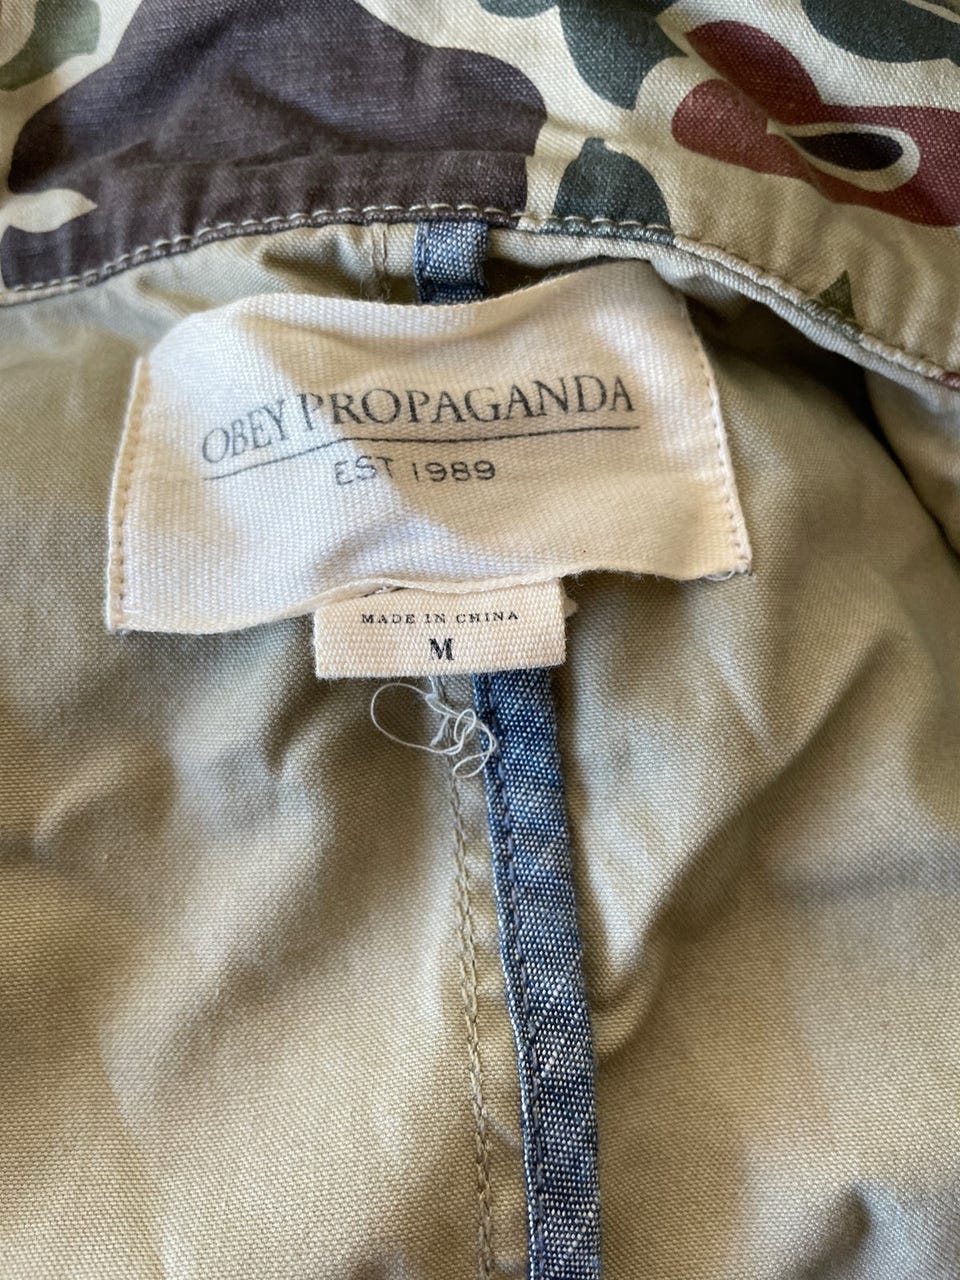 OBEY PROPAGANDA
EST 1989
MADE IN CHINA
M